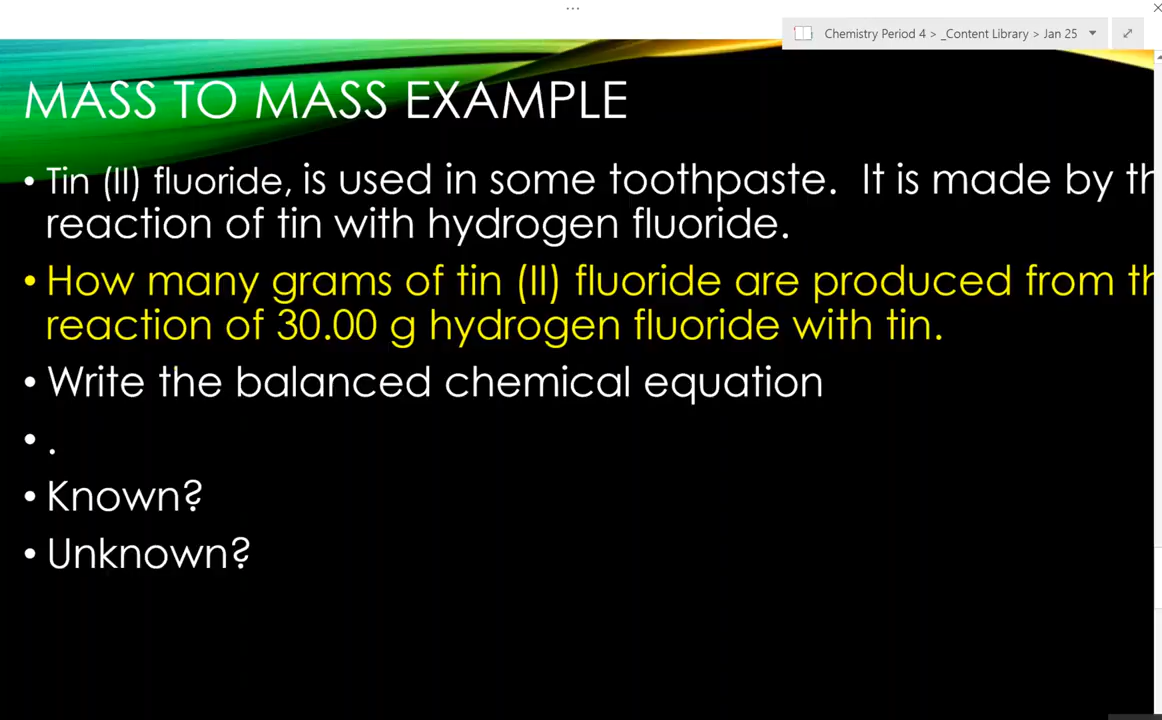 Chemistry Period 4 > _Content Library > Jan 25
MASS TO MASS EXAMPLE
• Tin (II) fluoride, is used in some toothpaste. It is made by th
reaction of tin with hydrogen fluoride.
• How many grams of tin (II) fluoride are produced from th
reaction of 30.00 g hydrogen fluoride with tin.
• Write the balanced chemical equation
• .
• Known?
• Unknown?